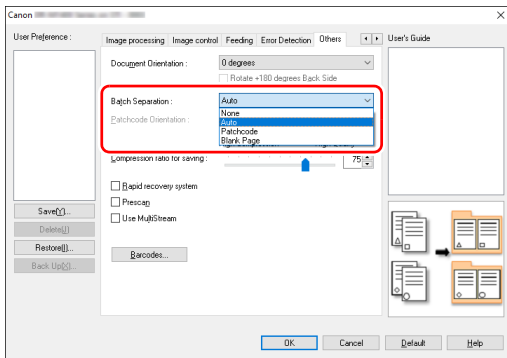 Canon
User Preference :
Image processing Image control Feeding Error Detection Others
User's Guide
Document Orientation :
0 degrees
Rotate +180 degrees Back Side
Batch Separation :
Auto
Patchcode Orientation :
None
Auto
Patchcode
Blank Page
Compression ratio for saving :
75
Rapid recovery system
Prescan
Use MultiStream
Save(Y)...
Delete(J)
Restore(I)...
Back Up(X)...
Barcodes...
OK Cancel Default Help